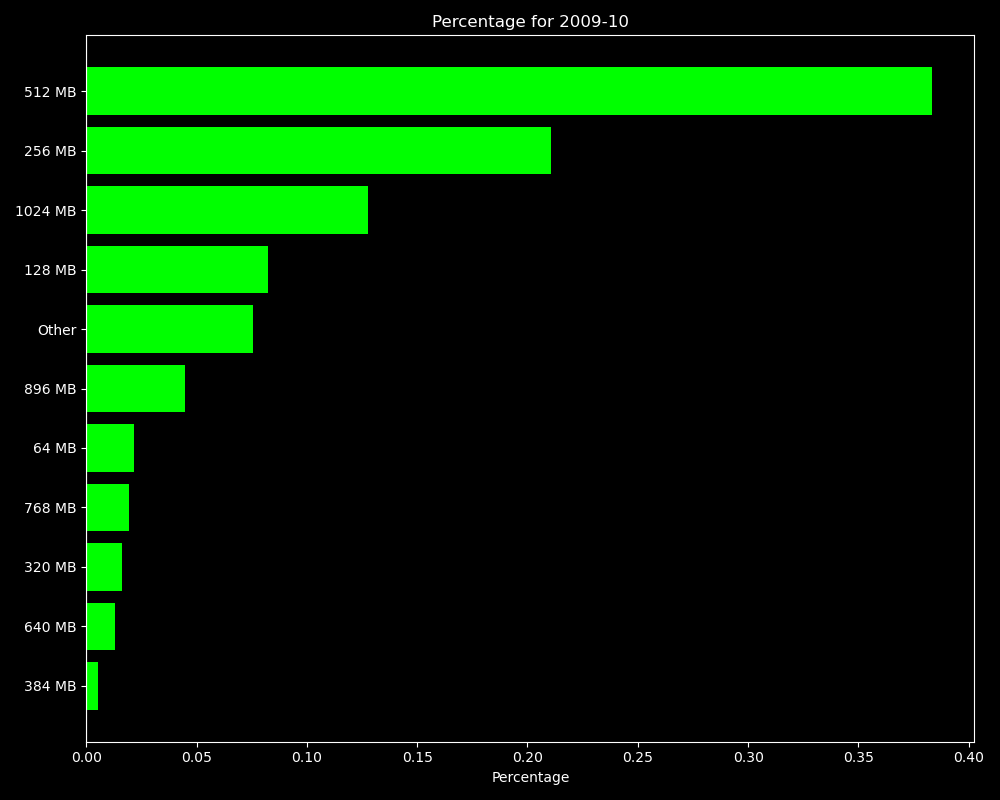 Percentage for 2009-10
512 MB
256 MB
1024 MB
128 MB
Other
896 MB
64 MB
768 MB
320 MB
640 MB
384 MB
0.00 0.05 0.10 0.15 0.20 0.25 0.30 0.35 0.40
Percentage